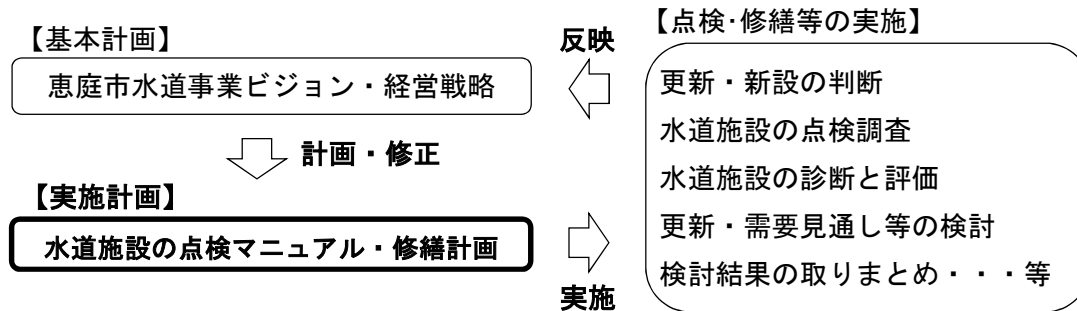 【基本計画】
恵庭市水道事業ビジョン・経営戦略
計画・修正
【実施計画】
水道施設の点検マニュアル・修繕計画
反映
実施
【点検・修繕等の実施】
更新・新設の判断
水道施設の点検調査
水道施設の診断と評価
更新・需要見通し等の検討
検討結果の取りまとめ・・・等